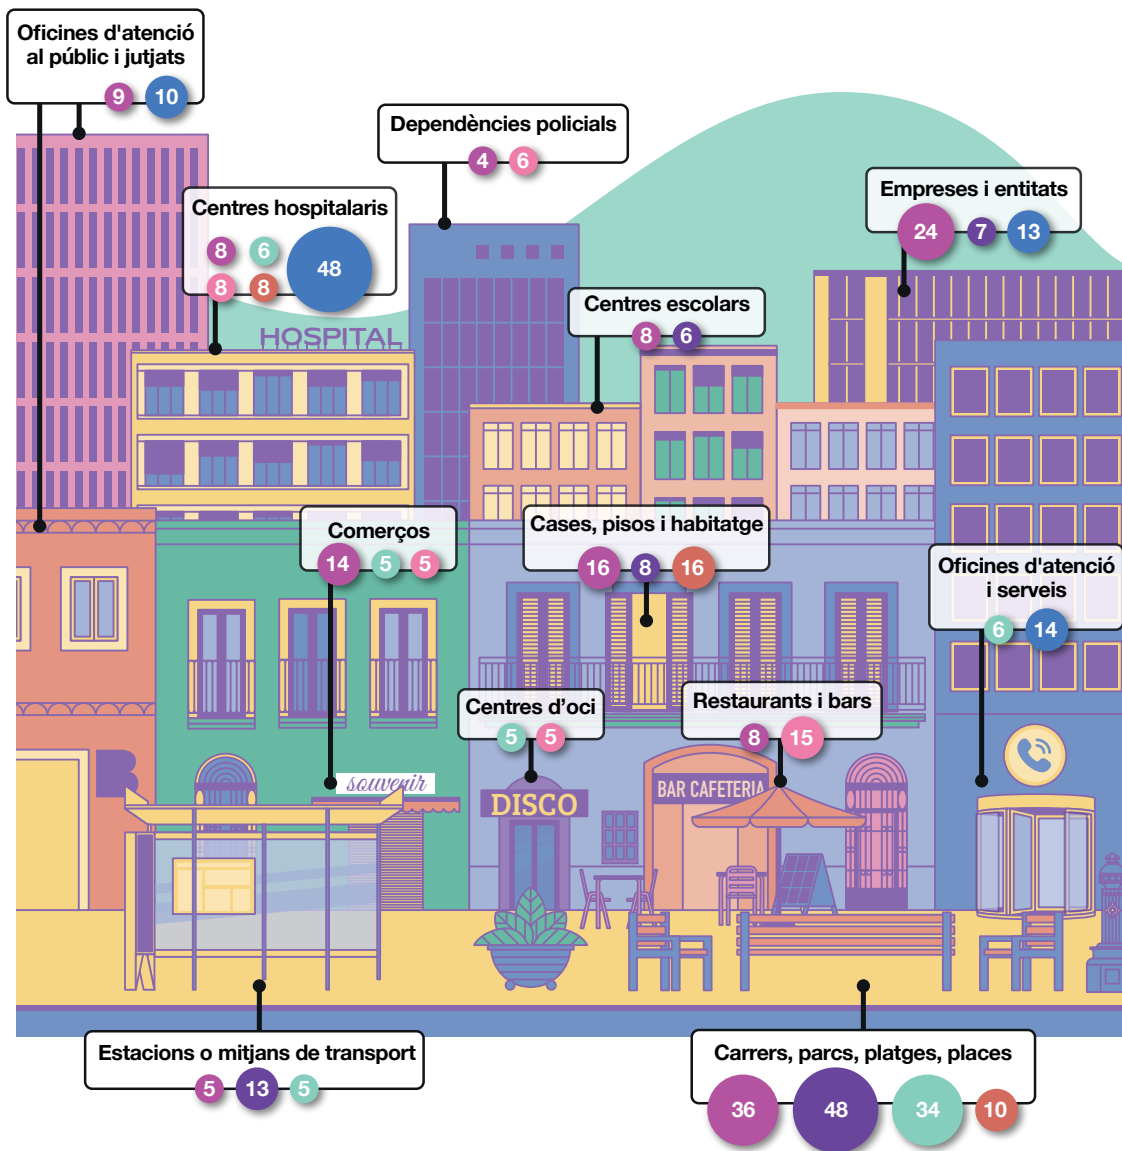 Oficines d'atenció
al públic i jutjats
9 10
Dependències policials
4 6
Centres hospitalaris
8 6
48
8 8
Empreses i entitats
24 7 13
Centres escolars
8 6
HOSPITAL
Comerços
14 5 5
Cases, pisos i habitatge
16 8 16
Oficines d'atenció
i serveis
6 14
Centres d’oci
5 5
Restaurants i bars
8 15
souvenir
DISCO
BAR CAFETERIA
B
Estacions o mitjans de transport
5 13 5
Carrers, parcs, platges, places
36 48 34 10